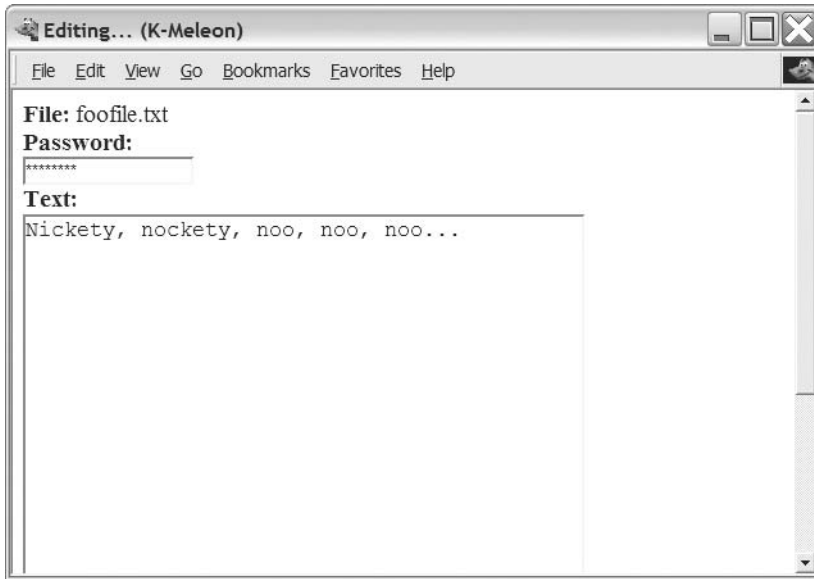 Editing... (K-Meleon)
File Edit View Go Bookmarks Favorites Help
File: foofile.txt
Password:
********
Text:
Nickety, nockety, noo, noo, noo...